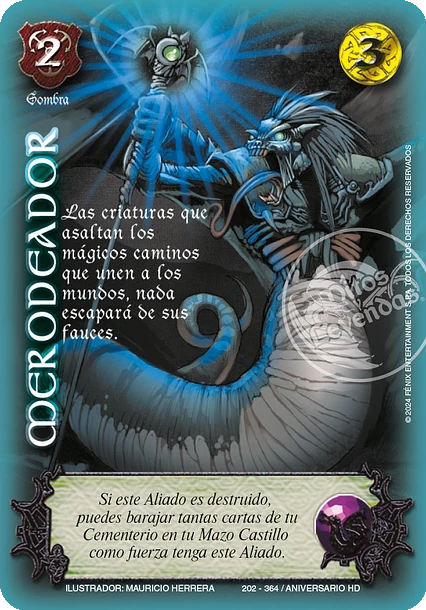 2
3
Sombra
MERODEADOR
Las criaturas que
asaltan los
mágicos caminos
que unen a los
mundos, nada
escapará de sus
fauces.
Mitos
y Leyendas
© 2024 FÉNIX ENTERTAINMENT S.P.A. TODOS LOS DERECHOS RESERVADOS
Si este Aliado es destruido,
puedes barajar tantas cartas de tu
Cementerio en tu Mazo Castillo
como fuerza tenga este Aliado.
ILUSTRADOR: MAURICIO HERRERA
202 - 364 / ANIVERSARIO HD